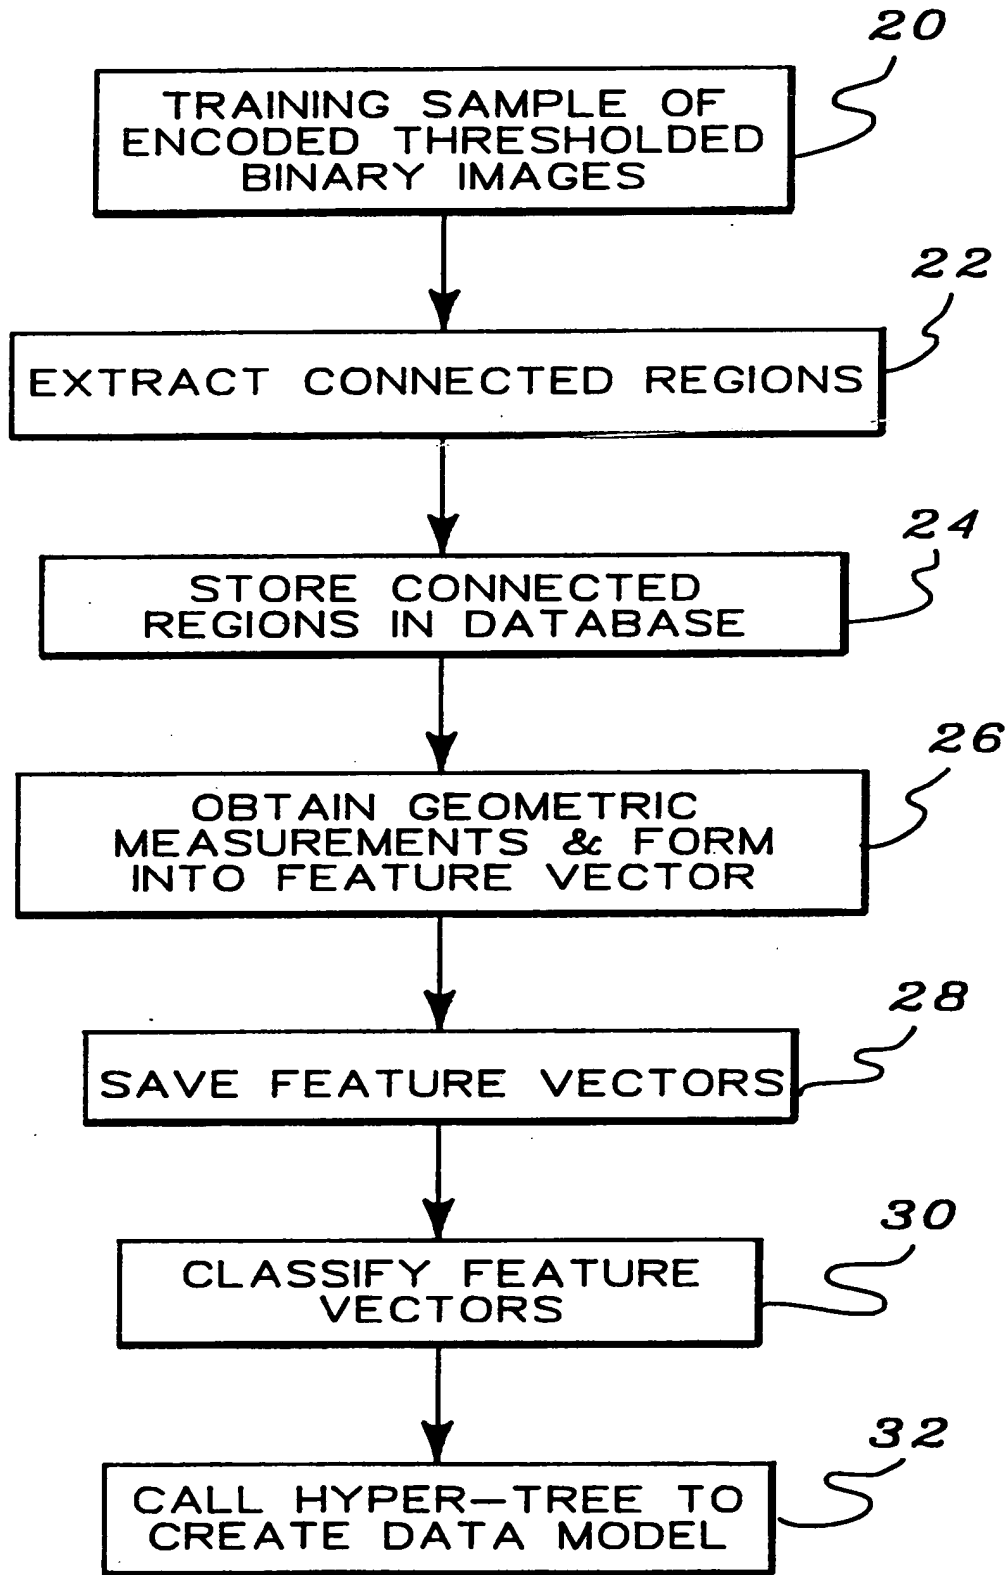 20
TRAINING SAMPLE OF
ENCODED THRESHOLDED
BINARY IMAGES
22
EXTRACT CONNECTED REGIONS
24
STORE CONNECTED
REGIONS IN DATABASE
26
OBTAIN GEOMETRIC
MEASUREMENTS & FORM
INTO FEATURE VECTOR
28
SAVE FEATURE VECTORS
30
CLASSIFY FEATURE
VECTORS
32
CALL HYPER-TREE TO
CREATE DATA MODEL